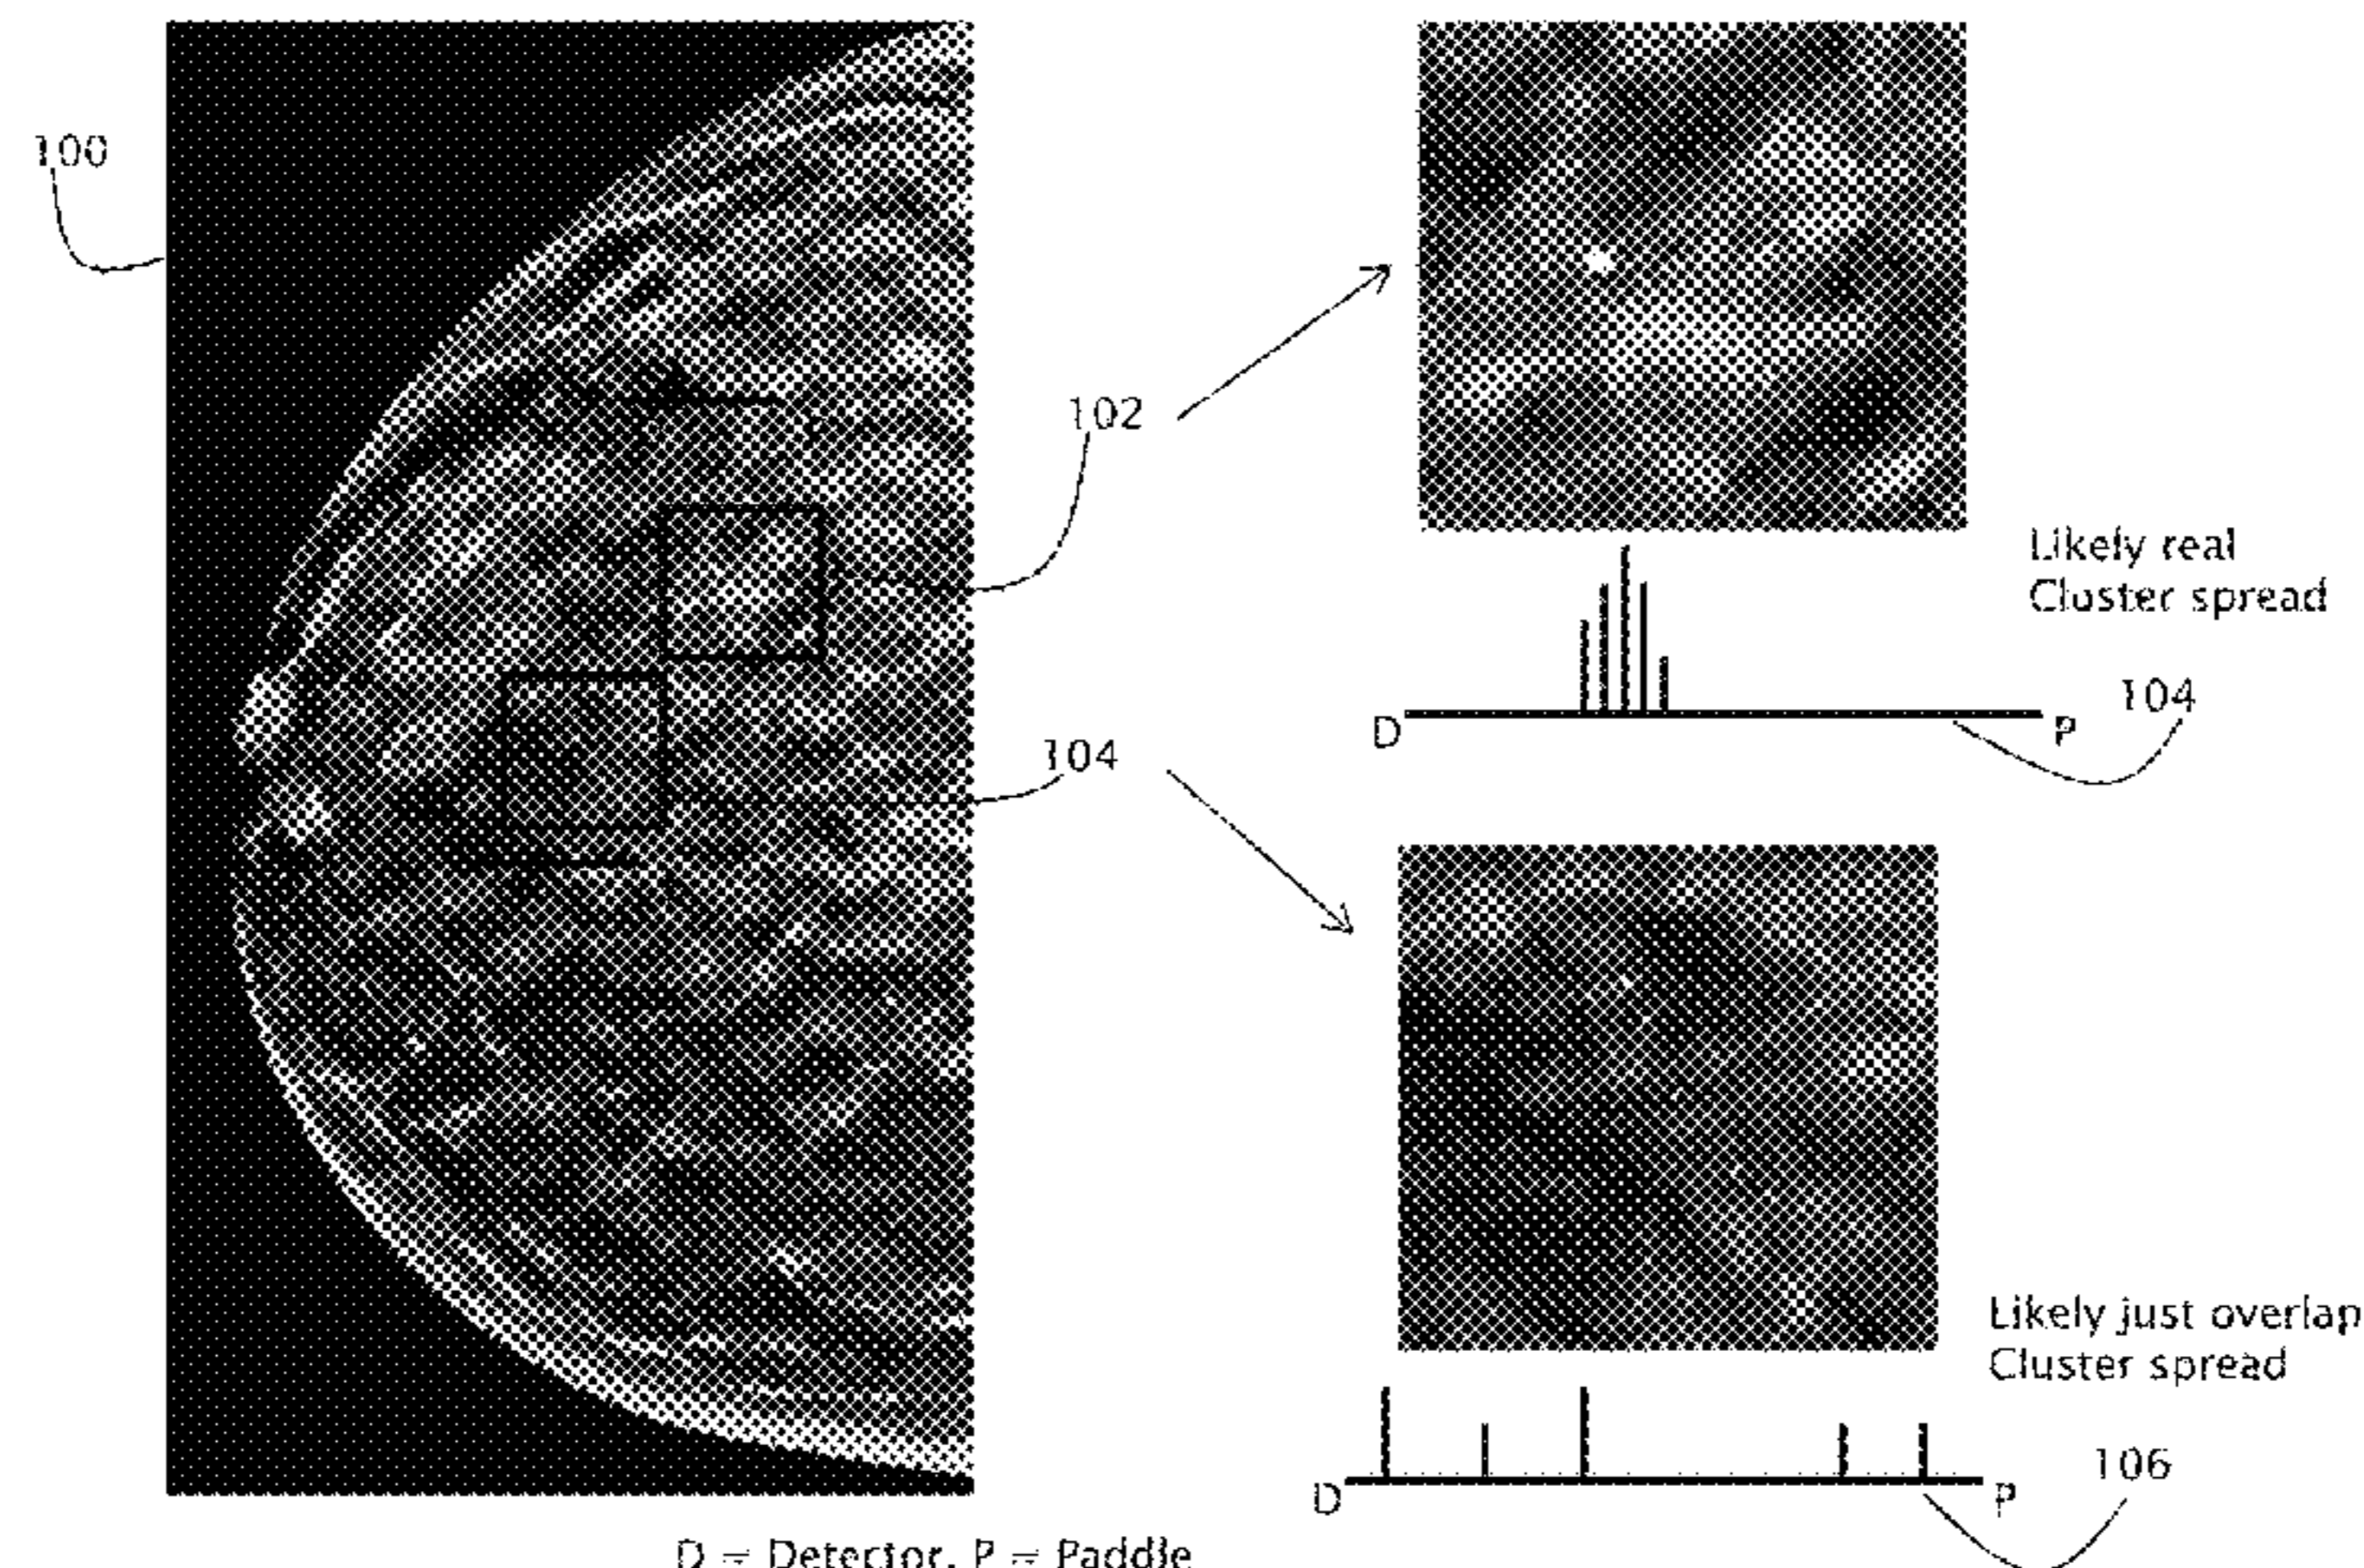 100
102
Likely real
Cluster spread
104
D
P
104
Likely just overlap
Cluster spread
106
D
P
D = Detector, P = Paddle